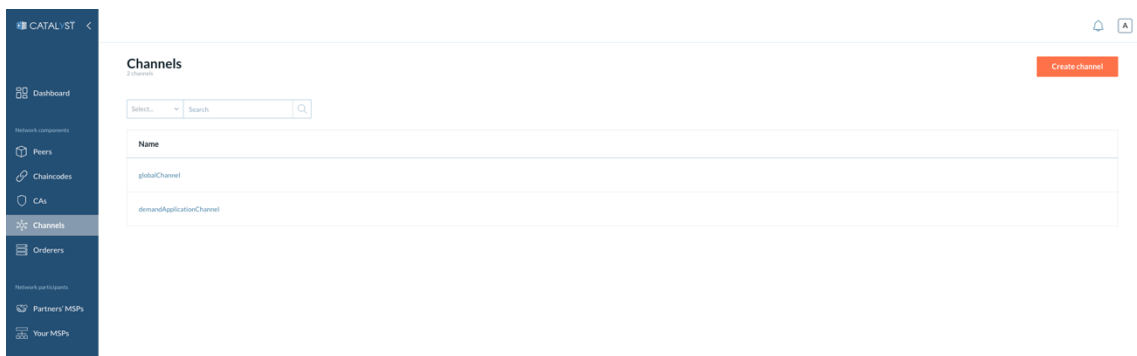 CATALYST
A
Channels
2 channels
Create channel
Dashboard
Select...
Search
Network components
Name
Peers
globalChannel
Chaincodes
CAs
demandApplicationChannel
Channels
Orderers
Network participants
Partners' MSPs
Your MSPs